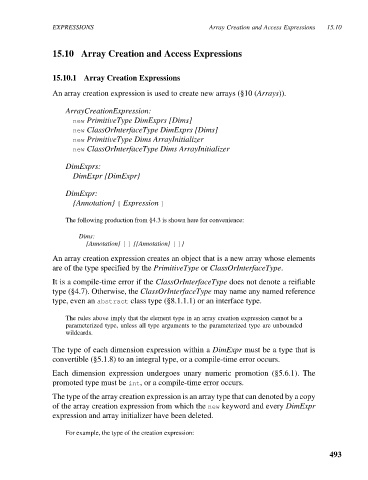 EXPRESSIONS Array Creation and Access Expressions 15.10
15.10 Array Creation and Access Expressions
15.10.1 Array Creation Expressions
An array creation expression is used to create new arrays (§10 (Arrays)).
ArrayCreationExpression:
new PrimitiveType DimExprs [Dims]
new ClassOrInterfaceType DimExprs [Dims]
new PrimitiveType Dims ArrayInitializer
new ClassOrInterfaceType Dims ArrayInitializer
DimExprs:
DimExpr {DimExpr}
DimExpr:
{Annotation} [ Expression ]
The following production from §4.3 is shown here for convenience:
Dims:
{Annotation} [ ] {{Annotation} [ ]}
An array creation expression creates an object that is a new array whose elements
are of the type specified by the PrimitiveType or ClassOrInterfaceType.
It is a compile-time error if the ClassOrInterfaceType does not denote a reifiable
type (§4.7). Otherwise, the ClassOrInterfaceType may name any named reference
type, even an abstract class type (§8.1.1.1) or an interface type.
The rules above imply that the element type in an array creation expression cannot be a
parameterized type, unless all type arguments to the parameterized type are unbounded
wildcards.
The type of each dimension expression within a DimExpr must be a type that is
convertible (§5.1.8) to an integral type, or a compile-time error occurs.
Each dimension expression undergoes unary numeric promotion (§5.6.1). The
promoted type must be int, or a compile-time error occurs.
The type of the array creation expression is an array type that can denoted by a copy
of the array creation expression from which the new keyword and every DimExpr
expression and array initializer have been deleted.
For example, the type of the creation expression:
493